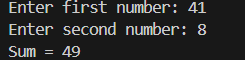 Enter first number: 41
Enter second number: 8
Sum = 49